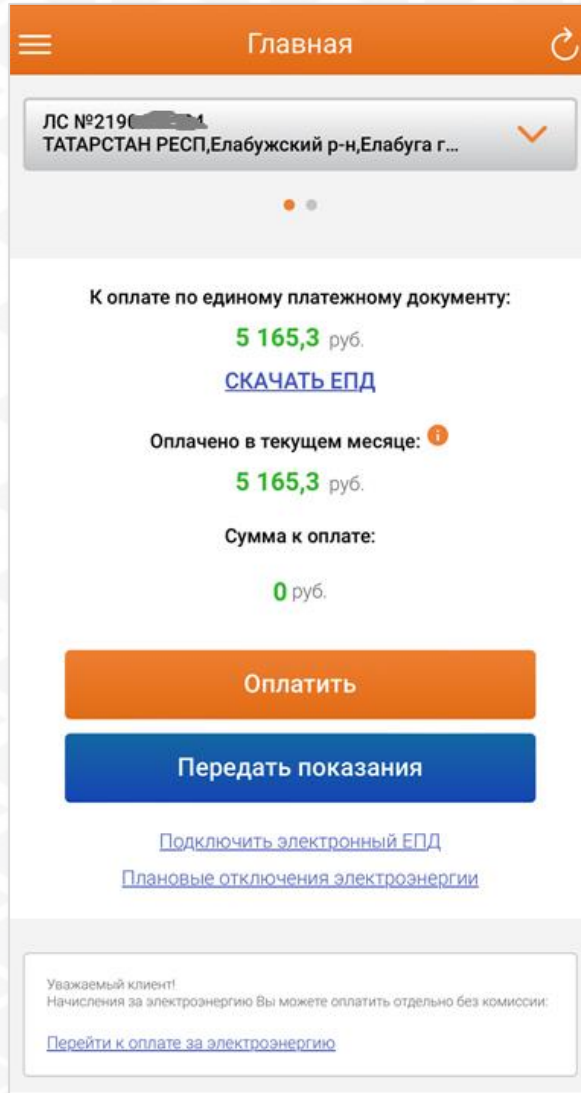 Главная
ЛС №219
ТАТАРСТАН РЕСП,Елабужский р-н,Елабуга г...
К оплате по единому платежному документу:
5 165,3 руб.
СКАЧАТЬ ЕПД
Оплачено в текущем месяце: i
5 165,3 руб.
Сумма к оплате:
0 руб.
Оплатить
Передать показания
Подключить электронный ЕПД
Плановые отключения электроэнергии
Уважаемый клиент!
Начисления за электроэнергию Вы можете оплатить отдельно без комиссии:
Перейти к оплате за электроэнергию